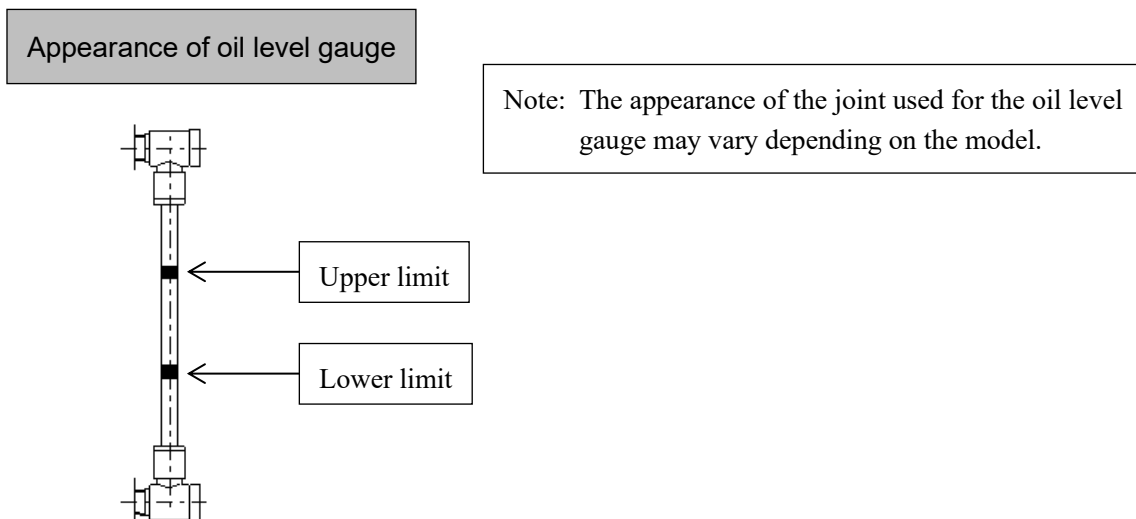 Appearance of oil level gauge
Note: The appearance of the joint used for the oil level
gauge may vary depending on the model.
Upper limit
Lower limit